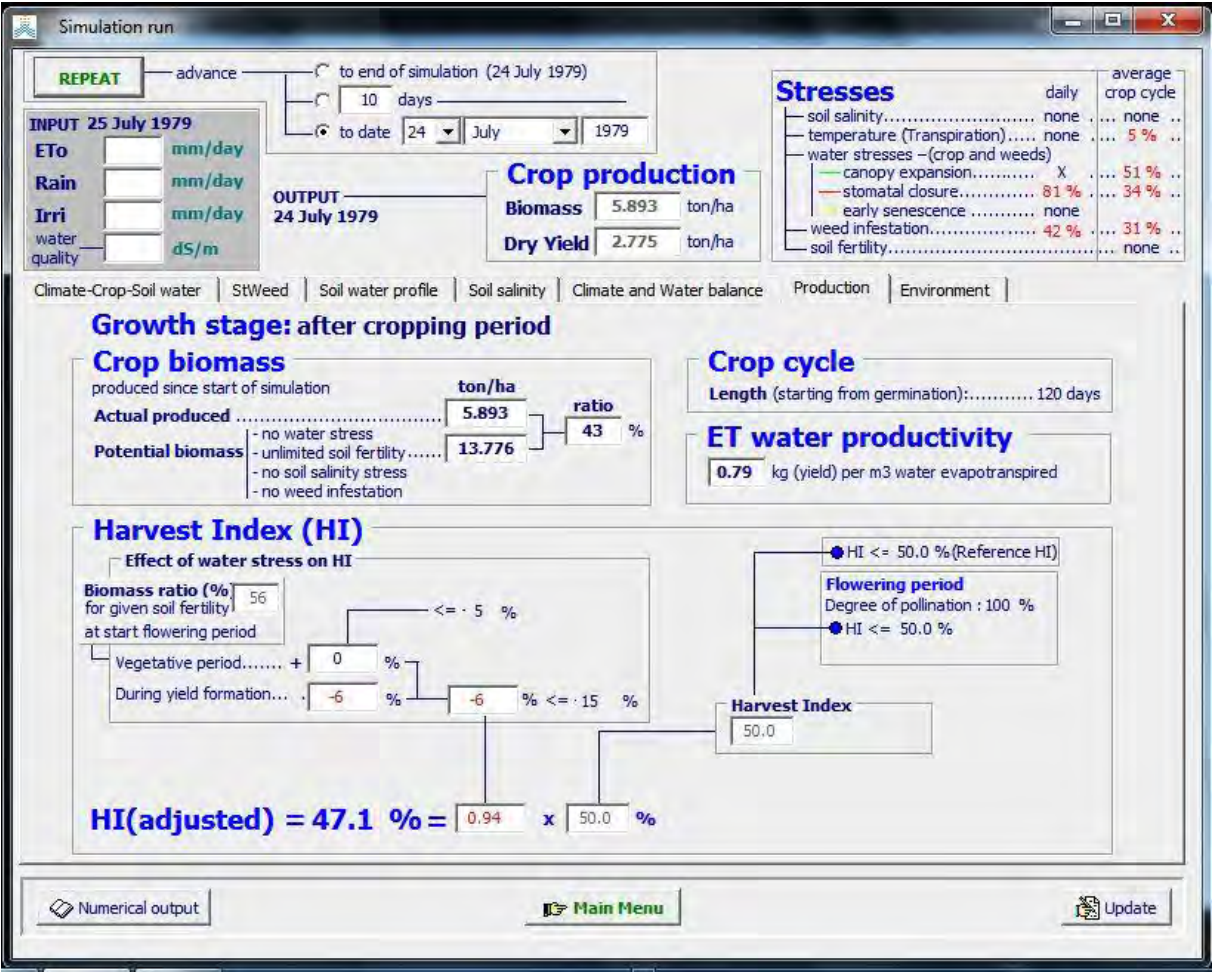 Simulation run
REPEAT advance to end of simulation (24 July 1979)
10 days
to date 24 July 1979
INPUT 25 July 1979
ETo mm/day
Rain mm/day
Irri mm/day
water quality dS/m
OUTPUT
24 July 1979
Crop production
Biomass 5.893 ton/ha
Dry Yield 2.775 ton/ha
Stresses daily average crop cycle
soil salinity................... none .... none ..
temperature (Transpiration)..... none .... 5 % ..
water stresses –(crop and weeds)
canopy expansion........... X .... 51 % ..
stomatal closure........... 81 % .... 34 % ..
early senescence ........... none
weed infestation................. 42 % .... 31 % ..
soil fertility........................................ none ..
Climate-Crop-Soil water StWeed Soil water profile Soil salinity Climate and Water balance Production Environment
Growth stage: after cropping period
Crop biomass
produced since start of simulation ton/ha
Actual produced ................................ 5.893
ratio
43 %
Potential biomass
- no water stress
- unlimited soil fertility...... 13.776
- no soil salinity stress
- no weed infestation
Crop cycle
Length (starting from germination):........... 120 days
ET water productivity
0.79 kg (yield) per m3 water evapotranspired
Harvest Index (HI)
Effect of water stress on HI
Biomass ratio (%
for given soil fertility 56
at start flowering period
<= · 5 %
Vegetative period....... + 0 %
During yield formation... . -6 % -6 % <= · 15 %
HI <= 50.0 %(Reference HI)
Flowering period
Degree of pollination : 100 %
HI <= 50.0 %
Harvest Index
50.0
HI(adjusted) = 47.1 % = 0.94 x 50.0 %
Numerical output Main Menu Update